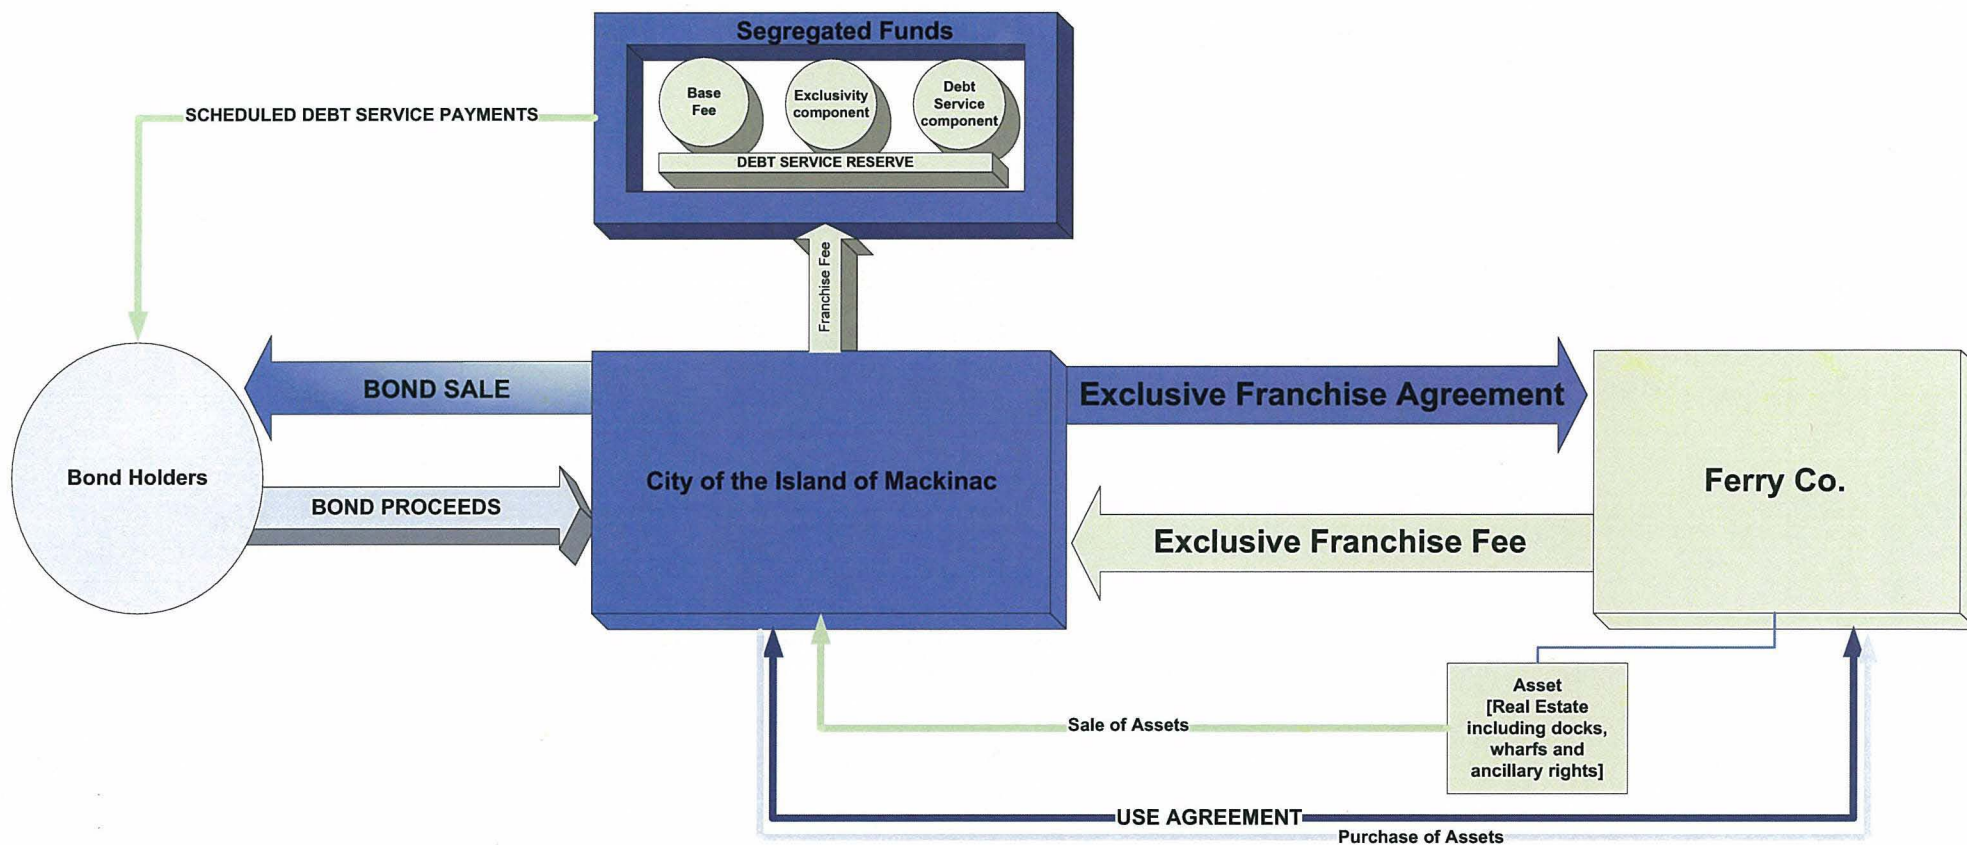 Segregated Funds
Base
Fee
Exclusivity
component
Debt
Service
component
DEBT SERVICE RESERVE
SCHEDULED DEBT SERVICE PAYMENTS
Franchise Fee
BOND SALE
Exclusive Franchise Agreement
Bond Holders
City of the Island of Mackinac
Ferry Co.
BOND PROCEEDS
Exclusive Franchise Fee
Asset
[Real Estate
including docks,
wharfs and
ancillary rights]
Sale of Assets
USE AGREEMENT
Purchase of Assets